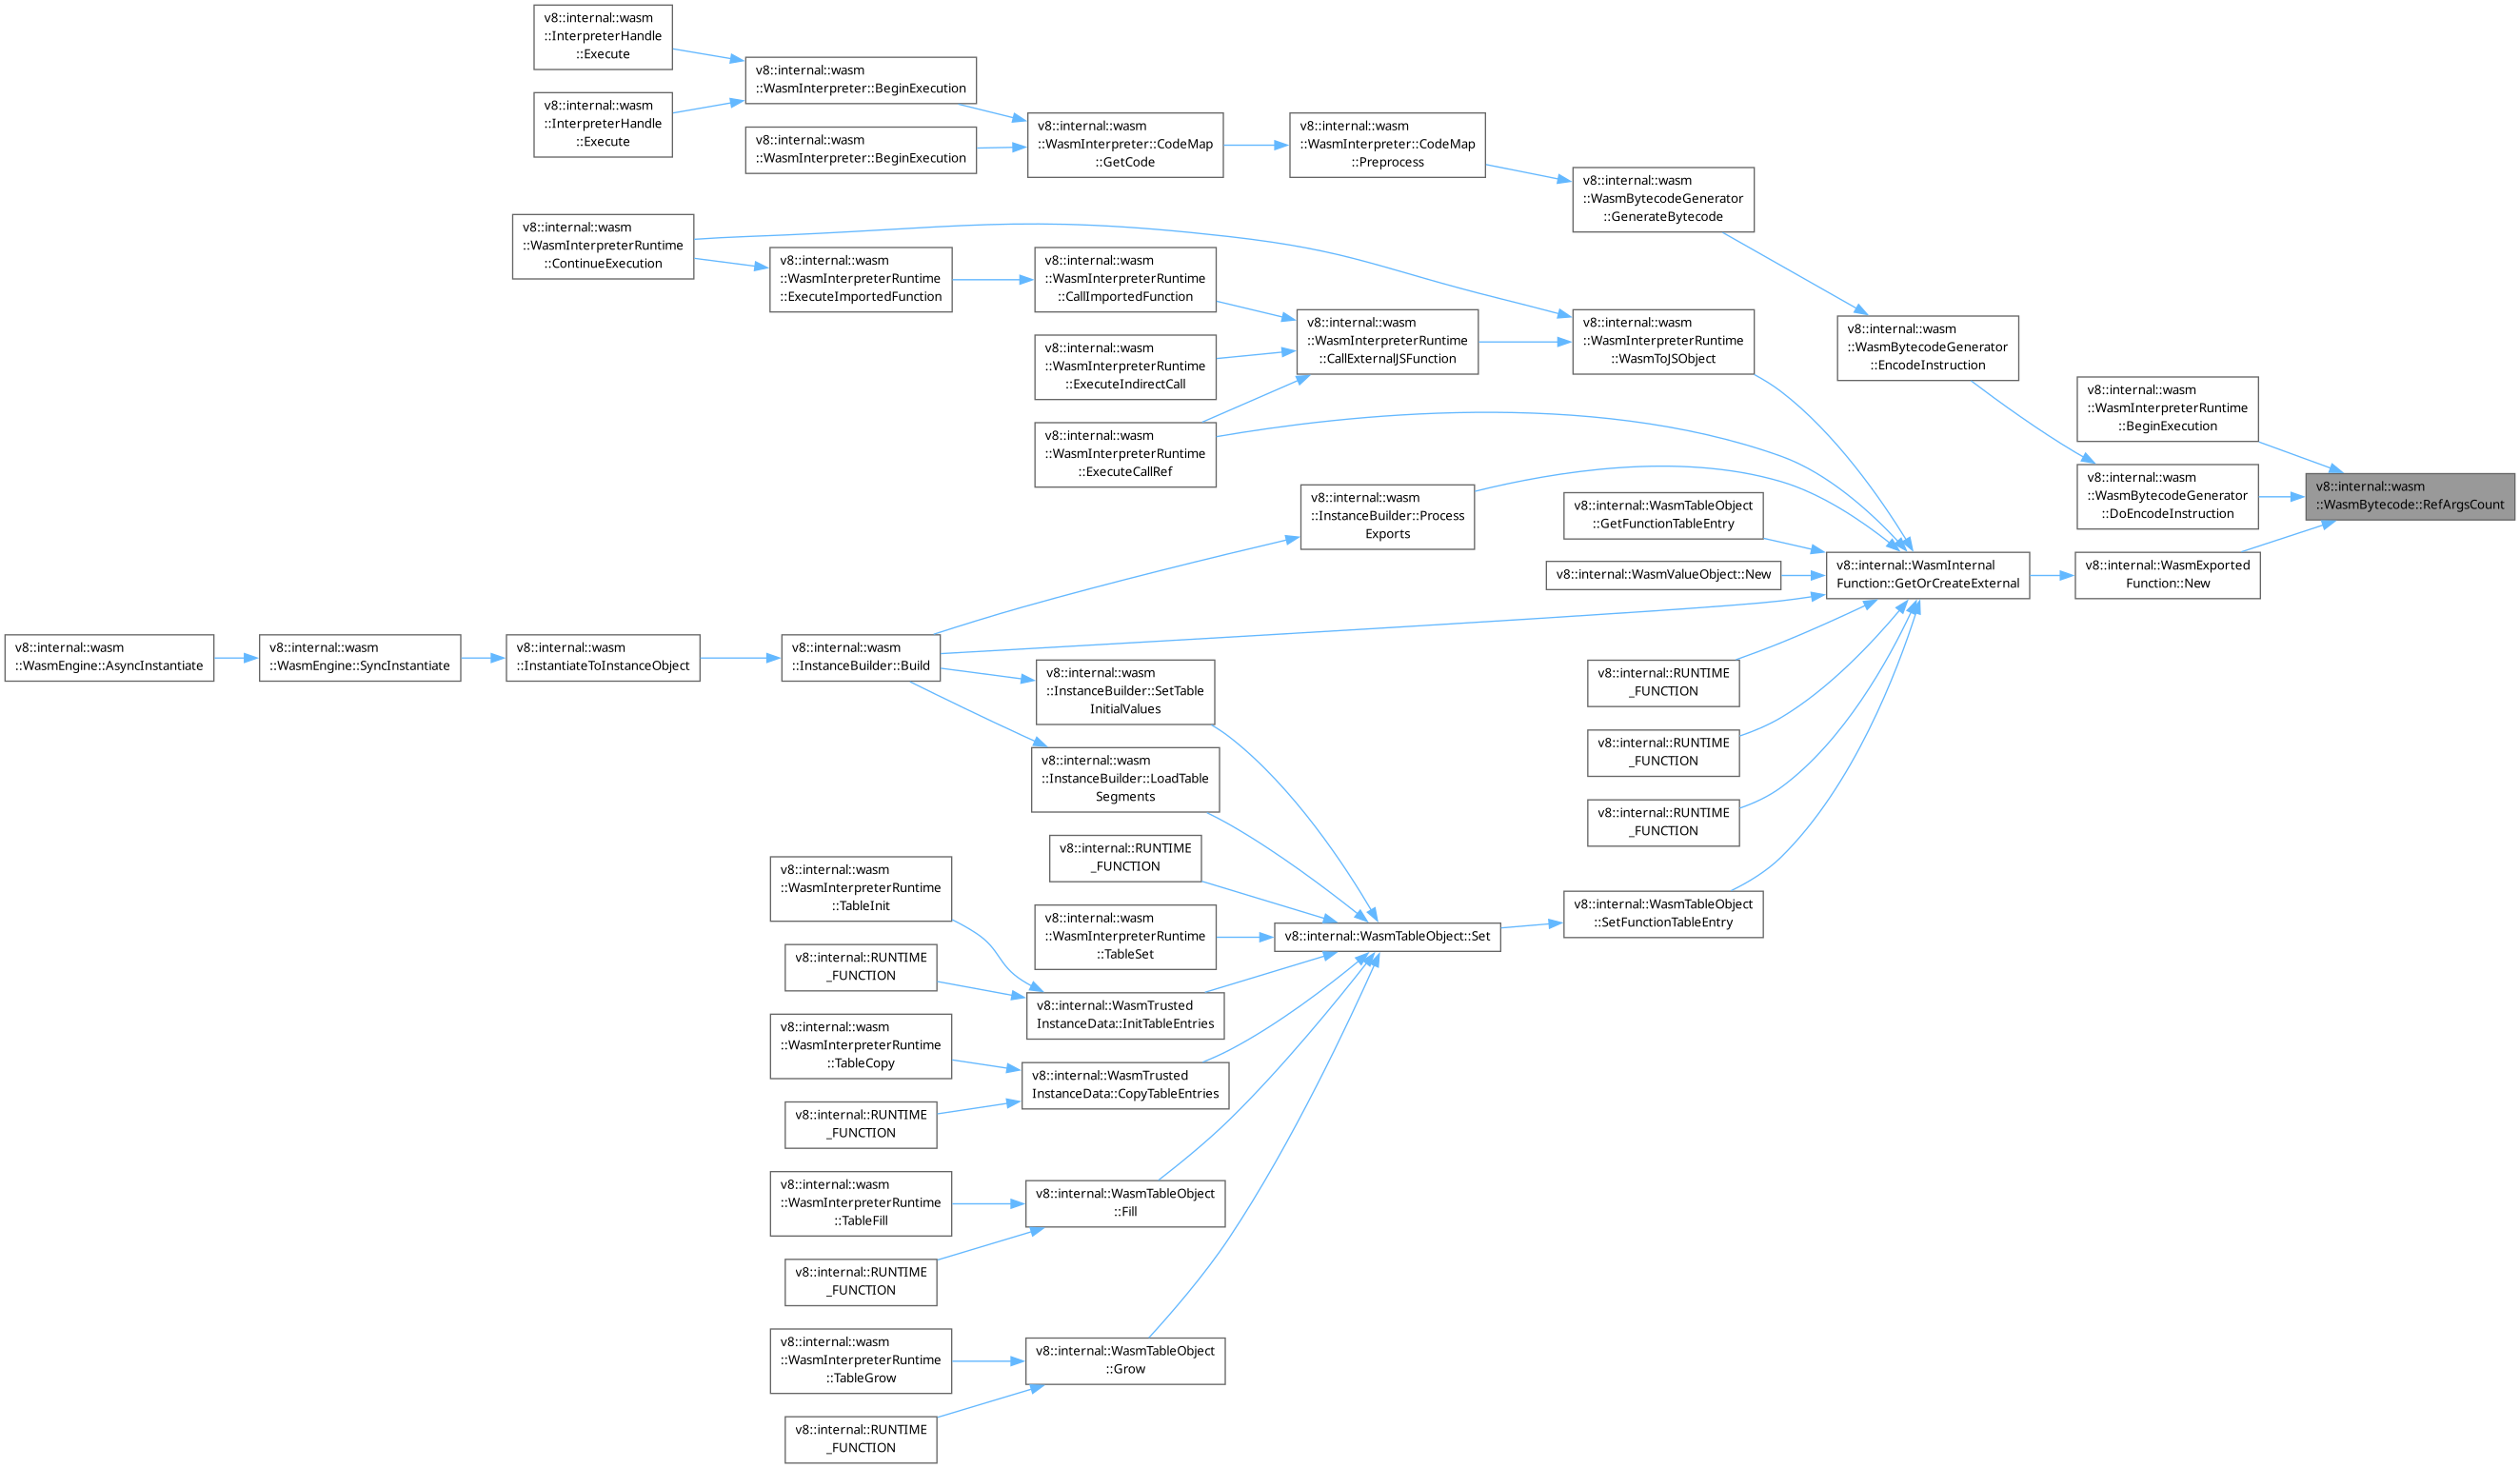 v8::internal::wasm
::InterpreterHandle
::Execute
v8::internal::wasm
::WasmInterpreter::BeginExecution
v8::internal::wasm
::InterpreterHandle
::Execute
v8::internal::wasm
::WasmInterpreter::BeginExecution
v8::internal::wasm
::WasmInterpreter::CodeMap
::GetCode
v8::internal::wasm
::WasmInterpreter::CodeMap
::Preprocess
v8::internal::wasm
::WasmBytecodeGenerator
::GenerateBytecode
v8::internal::wasm
::WasmInterpreterRuntime
::ContinueExecution
v8::internal::wasm
::WasmInterpreterRuntime
::ExecuteImportedFunction
v8::internal::wasm
::WasmInterpreterRuntime
::CallImportedFunction
v8::internal::wasm
::WasmInterpreterRuntime
::ExecuteIndirectCall
v8::internal::wasm
::WasmInterpreterRuntime
::CallExternalJSFunction
v8::internal::wasm
::WasmInterpreterRuntime
::WasmToJSObject
v8::internal::wasm
::WasmBytecodeGenerator
::EncodeInstruction
v8::internal::wasm
::WasmInterpreterRuntime
::BeginExecution
v8::internal::wasm
::WasmInterpreterRuntime
::ExecuteCallRef
v8::internal::wasm
::WasmBytecodeGenerator
::DoEncodeInstruction
v8::internal::wasm
::WasmBytecode::RefArgsCount
v8::internal::wasm
::InstanceBuilder::Process
Exports
v8::internal::WasmTableObject
::GetFunctionTableEntry
v8::internal::WasmValueObject::New
v8::internal::WasmInternal
Function::GetOrCreateExternal
v8::internal::WasmExported
Function::New
v8::internal::wasm
::WasmEngine::AsyncInstantiate
v8::internal::wasm
::WasmEngine::SyncInstantiate
v8::internal::wasm
::InstantiateToInstanceObject
v8::internal::wasm
::InstanceBuilder::Build
v8::internal::wasm
::InstanceBuilder::SetTable
InitialValues
v8::internal::RUNTIME
_FUNCTION
v8::internal::wasm
::InstanceBuilder::LoadTable
Segments
v8::internal::RUNTIME
_FUNCTION
v8::internal::RUNTIME
_FUNCTION
v8::internal::RUNTIME
_FUNCTION
v8::internal::wasm
::WasmInterpreterRuntime
::TableInit
v8::internal::wasm
::WasmInterpreterRuntime
::TableSet
v8::internal::WasmTableObject::Set
v8::internal::WasmTableObject
::SetFunctionTableEntry
v8::internal::RUNTIME
_FUNCTION
v8::internal::WasmTrusted
InstanceData::InitTableEntries
v8::internal::wasm
::WasmInterpreterRuntime
::TableCopy
v8::internal::WasmTrusted
InstanceData::CopyTableEntries
v8::internal::RUNTIME
_FUNCTION
v8::internal::wasm
::WasmInterpreterRuntime
::TableFill
v8::internal::WasmTableObject
::Fill
v8::internal::RUNTIME
_FUNCTION
v8::internal::wasm
::WasmInterpreterRuntime
::TableGrow
v8::internal::WasmTableObject
::Grow
v8::internal::RUNTIME
_FUNCTION